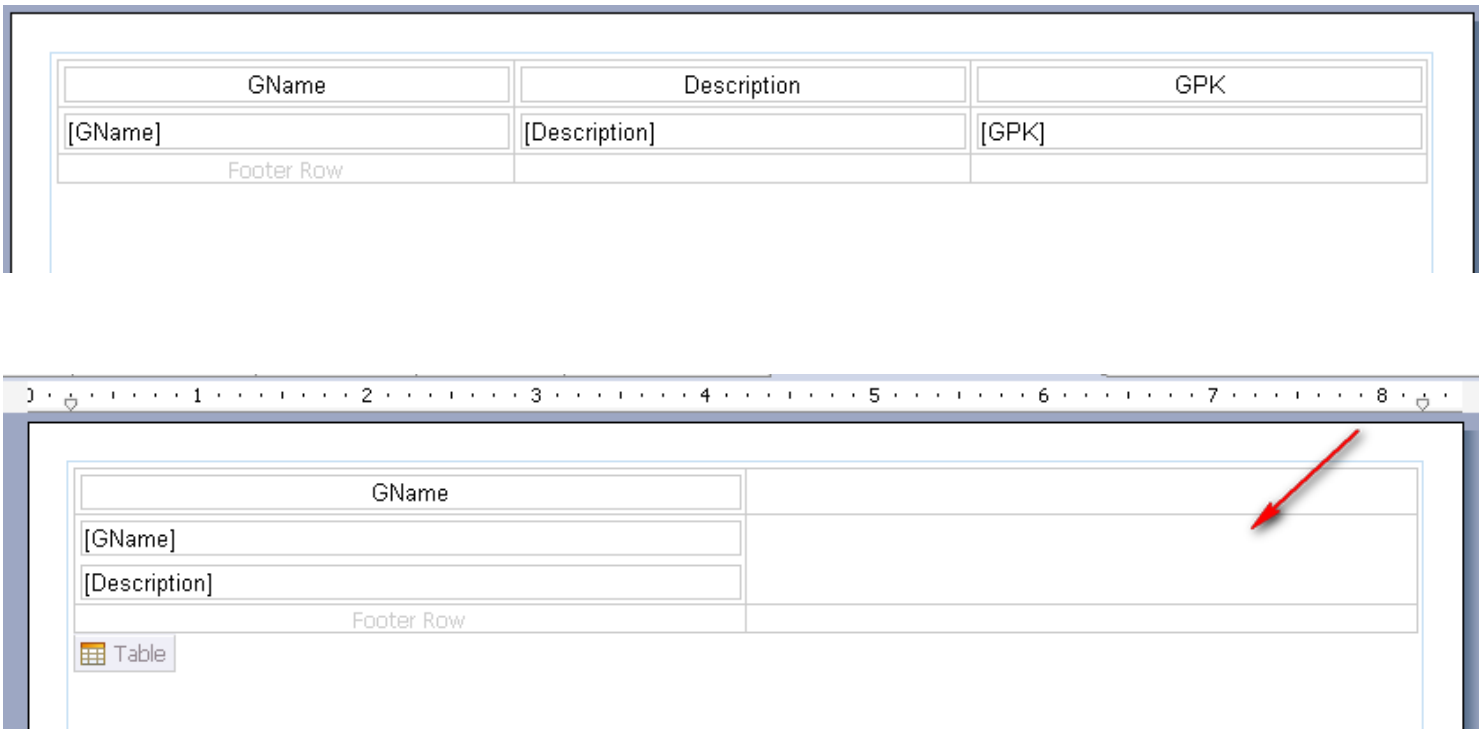 GName Description GPK
[GName] [Description] [GPK]
Footer Row
0 1 2 3 4 5 6 7 8
GName
[GName]
[Description]
Footer Row
Table